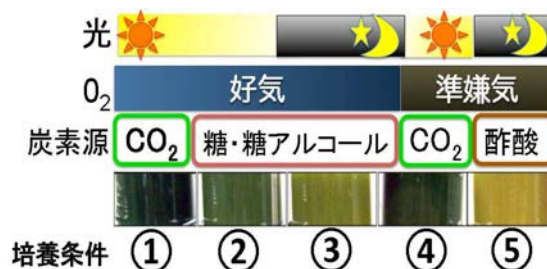 光
O₂ 好気 準嫌気
炭素源 CO₂ 糖・糖アルコール CO₂ 酢酸
培養条件 ① ② ③ ④ ⑤